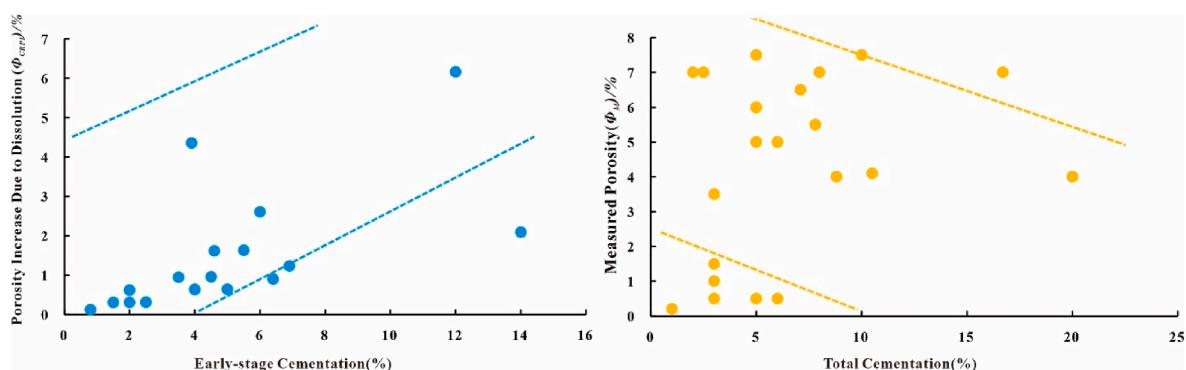 Porosity Increase Due to Dissolution (Φ_CRPD)/%
7
6
5
4
3
2
1
0
0 2 4 6 8 10 12 14 16
Early-stage Cementation(%)
Measured Porosity(Φ_M)/%
8
7
6
5
4
3
2
1
0
0 5 10 15 20 25
Total Cementation(%)